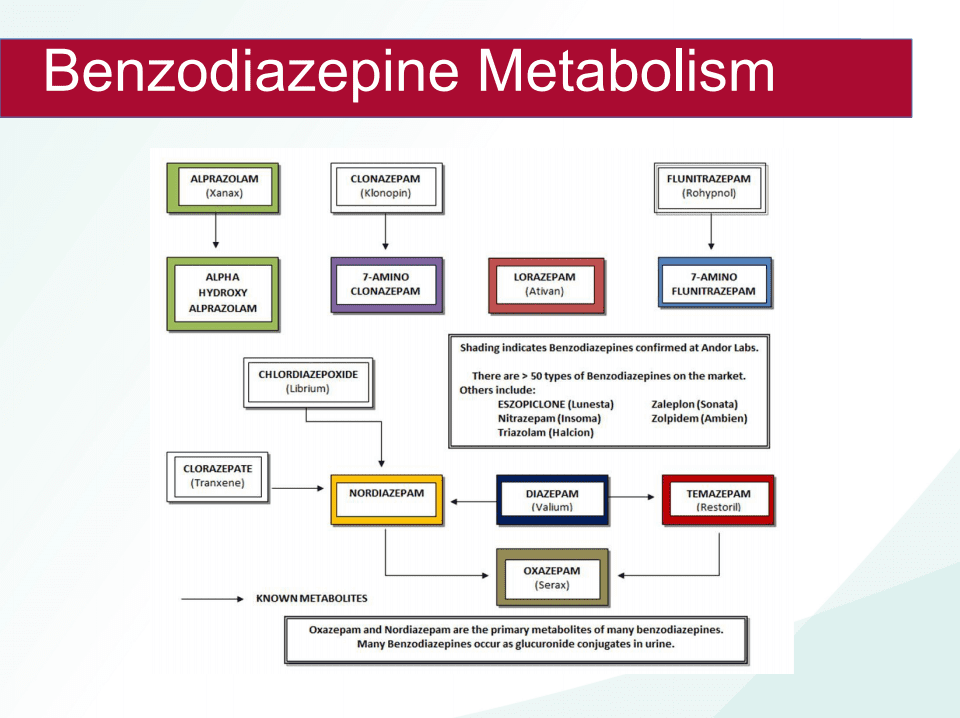 Benzodiazepine Metabolism
ALPRAZOLAM
(Xanax)
CLONAZEPAM
(Klonopin)
FLUNITRAZEPAM
(Rohypnol)
ALPHA
HYDROXY
ALPRAZOLAM
7-AMINO
CLONAZEPAM
LORAZEPAM
(Ativan)
7-AMINO
FLUNITRAZEPAM
Shading indicates Benzodiazepines confirmed at Andor Labs.
There are > 50 types of Benzodiazepines on the market.
Others include:
ESZOPICLONE (Lunesta) Zaleplon (Sonata)
Nitrazepam (Insoma) Zolpidem (Ambien)
Triazolam (Halcion)
CHLORDIAZEPOXIDE
(Librium)
CLORAZEPATE
(Tranxene)
NORDIAZEPAM
DIAZEPAM
(Valium)
TEMAZEPAM
(Restoril)
OXAZEPAM
(Serax)
KNOWN METABOLITES
Oxazepam and Nordiazepam are the primary metabolites of many benzodiazepines.
Many Benzodiazepines occur as glucuronide conjugates in urine.